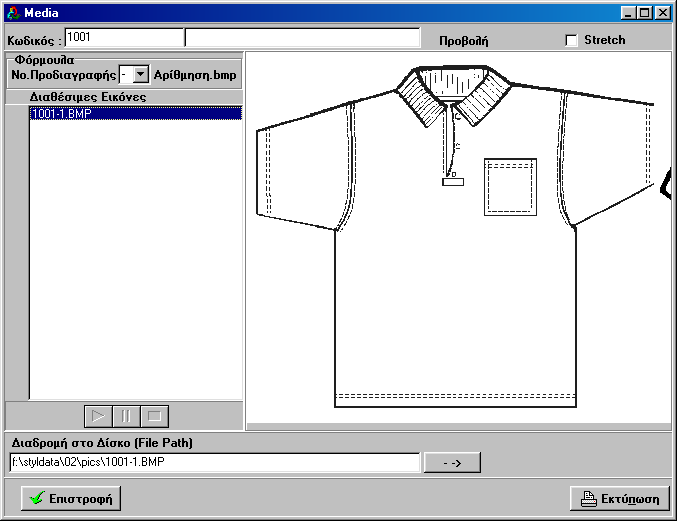 Media
Κωδικός : 1001 Προβολή Stretch
Φόρμουλα
No.Προδιαγραφής - Αρίθμηση.bmp
Διαθέσιμες Εικόνες
1001-1.BMP
Διαδρομή στο Δίσκο (File Path)
f:\styldata\02\pics\1001-1.BMP - ->
Επιστροφή Εκτύπωση